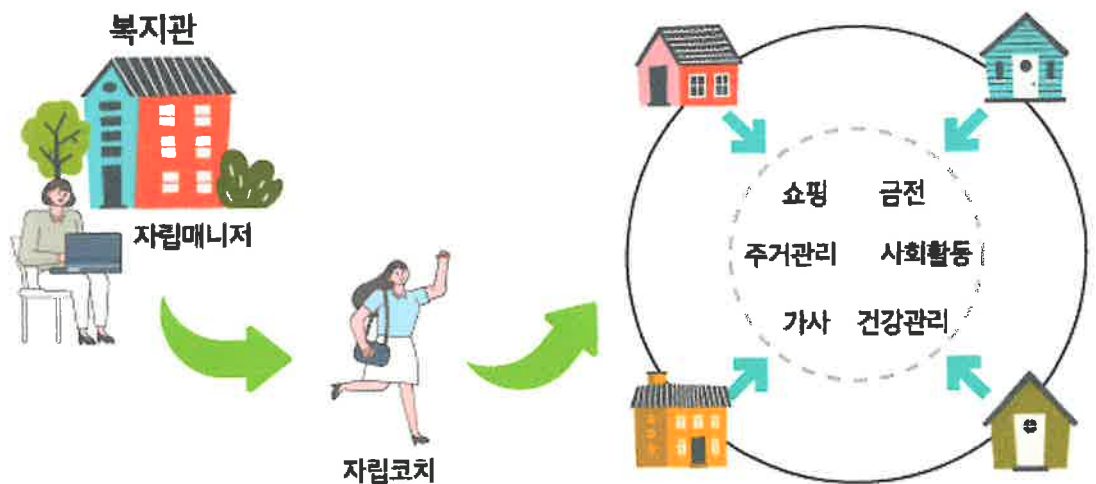 복지관
자립매니저
자립코치
쇼핑 금전
주거관리 사회활동
가사 건강관리